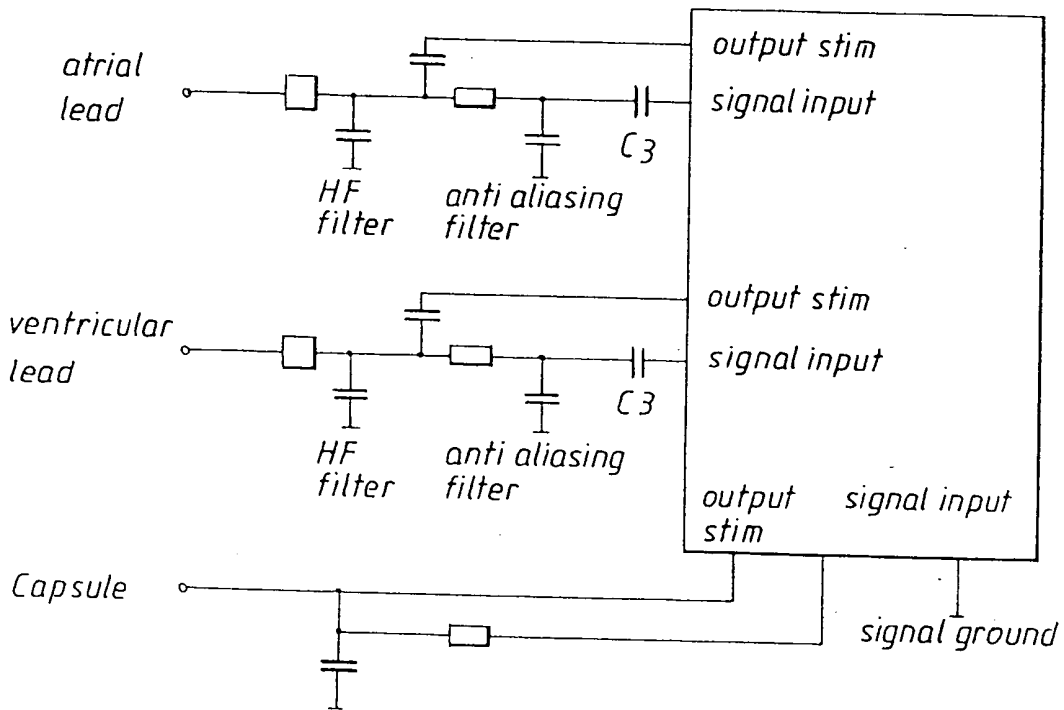 atrial
lead
output stim
signal input
C3
HF
filter
anti aliasing
filter
ventricular
lead
output stim
signal input
C3
HF
filter
anti aliasing
filter
output
stim
signal input
Capsule
signal ground